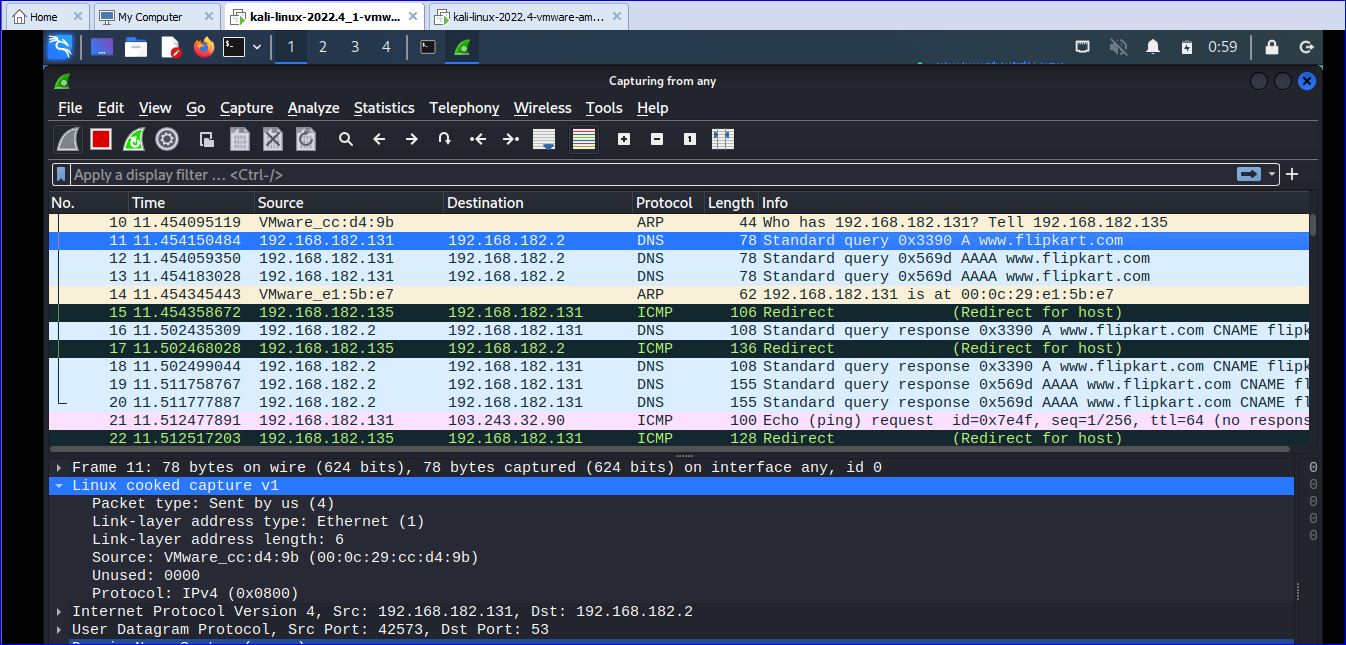 Home My Computer kali-linux-2022.4_1-vmw... kali-linux-2022.4-vmware-am...
1 2 3 4 0:59
Capturing from any
File Edit View Go Capture Analyze Statistics Telephony Wireless Tools Help
Apply a display filter … <Ctrl-/>
No. Time Source Destination Protocol Length Info
10 11.454095119 VMware_cc:d4:9b ARP 44 Who has 192.168.182.131? Tell 192.168.182.135
11 11.454150484 192.168.182.131 192.168.182.2 DNS 78 Standard query 0x3390 A www.flipkart.com
12 11.454059350 192.168.182.131 192.168.182.2 DNS 78 Standard query 0x569d AAAA www.flipkart.com
13 11.454183028 192.168.182.131 192.168.182.2 DNS 78 Standard query 0x569d AAAA www.flipkart.com
14 11.454345443 VMware_e1:5b:e7 ARP 62 192.168.182.131 is at 00:0c:29:e1:5b:e7
15 11.454358672 192.168.182.135 192.168.182.131 ICMP 106 Redirect (Redirect for host)
16 11.502435309 192.168.182.2 192.168.182.131 DNS 108 Standard query response 0x3390 A www.flipkart.com CNAME flipk
17 11.502468028 192.168.182.135 192.168.182.2 ICMP 136 Redirect (Redirect for host)
18 11.502499044 192.168.182.2 192.168.182.131 DNS 108 Standard query response 0x3390 A www.flipkart.com CNAME flipk
19 11.511758767 192.168.182.2 192.168.182.131 DNS 155 Standard query response 0x569d AAAA www.flipkart.com CNAME fl
20 11.511777887 192.168.182.2 192.168.182.131 DNS 155 Standard query response 0x569d AAAA www.flipkart.com CNAME fl
21 11.512477891 192.168.182.131 103.243.32.90 ICMP 100 Echo (ping) request id=0x7e4f, seq=1/256, ttl=64 (no respons
22 11.512517203 192.168.182.135 192.168.182.131 ICMP 128 Redirect (Redirect for host)
Frame 11: 78 bytes on wire (624 bits), 78 bytes captured (624 bits) on interface any, id 0
Linux cooked capture v1
Packet type: Sent by us (4)
Link-layer address type: Ethernet (1)
Link-layer address length: 6
Source: VMware_cc:d4:9b (00:0c:29:cc:d4:9b)
Unused: 0000
Protocol: IPv4 (0x0800)
Internet Protocol Version 4, Src: 192.168.182.131, Dst: 192.168.182.2
User Datagram Protocol, Src Port: 42573, Dst Port: 53
0
0
0
0
0